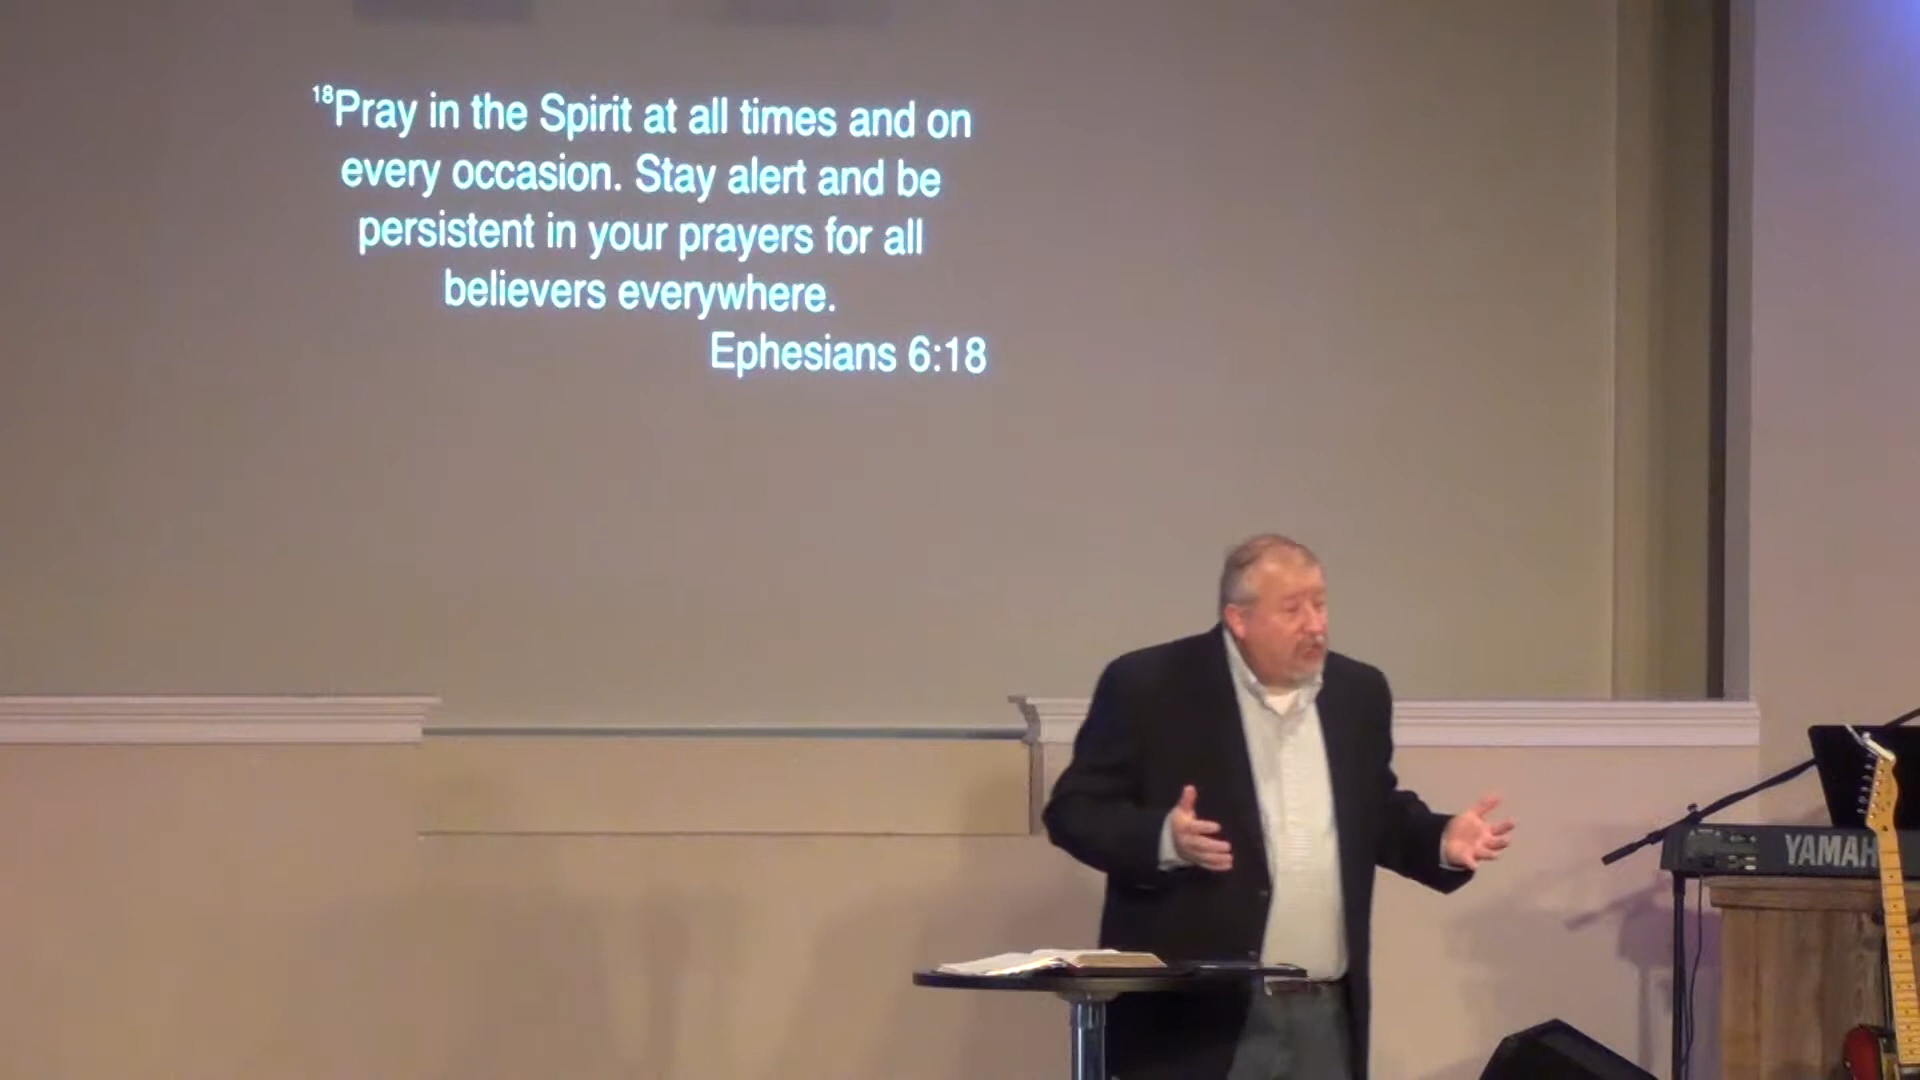 18Pray in the Spirit at all times and on
every occasion. Stay alert and be
persistent in your prayers for all
believers everywhere.
Ephesians 6:18
YAMAH